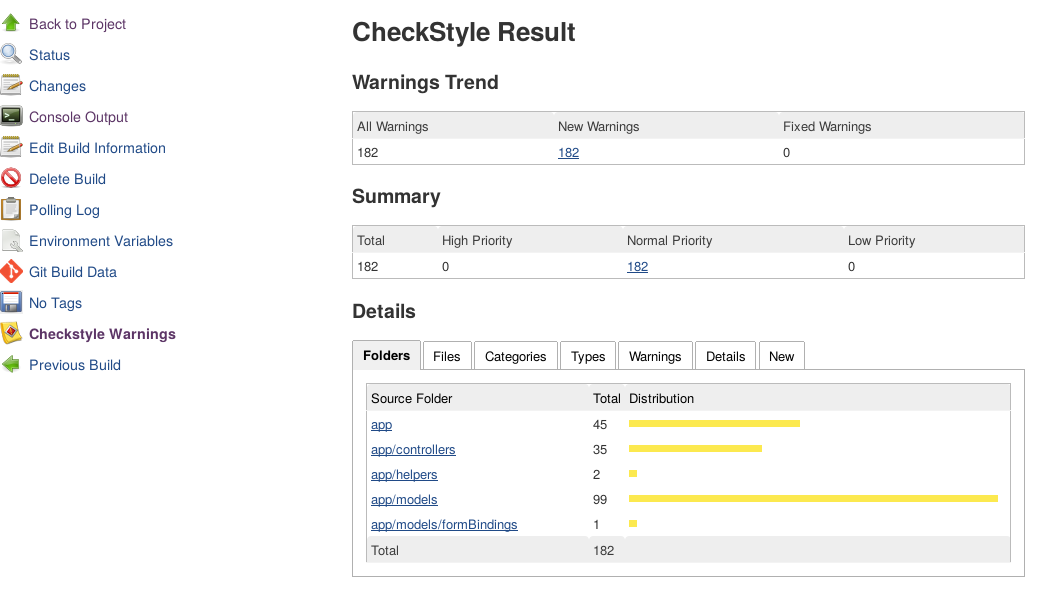 Back to Project
Status
Changes
Console Output
Edit Build Information
Delete Build
Polling Log
Environment Variables
Git Build Data
No Tags
Checkstyle Warnings
Previous Build
CheckStyle Result
Warnings Trend
All Warnings New Warnings Fixed Warnings
182 182 0
Summary
Total High Priority Normal Priority Low Priority
182 0 182 0
Details
Folders Files Categories Types Warnings Details New
Source Folder Total Distribution
app 45
app/controllers 35
app/helpers 2
app/models 99
app/models/formBindings 1
Total 182